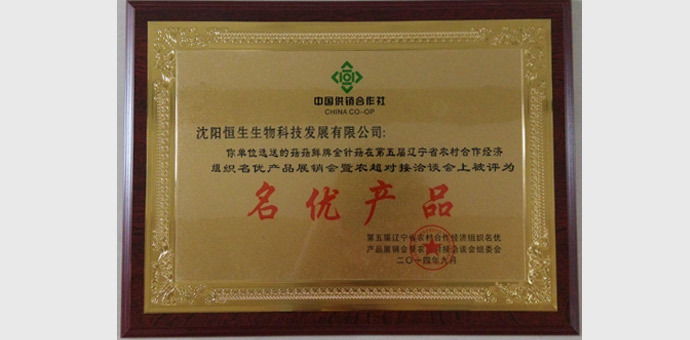 中国供销合作社
CHINA CO-OP
沈阳恒生生物科技发展有限公司:
你单位选送的菇菇鲜牌金针菇在第五届辽宁省农村合作经济
组织名优产品展销会暨农超对接洽谈会上被评为
名优产品
第五届辽宁省农村合作经济组织名优
产品展销会暨农超对接洽谈会组委会
二〇一四年九月